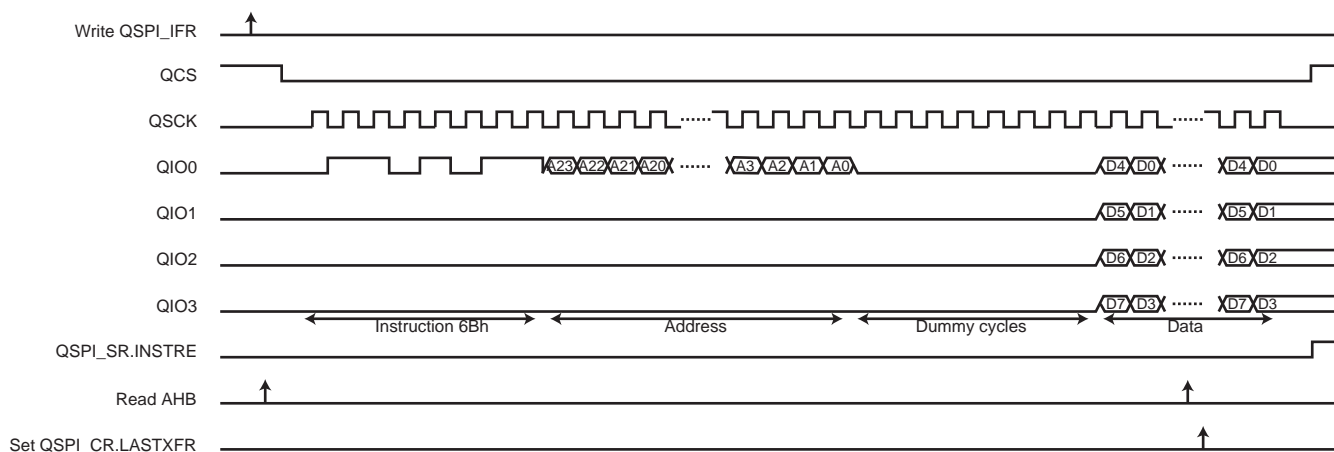 Write QSPI_IFR
QCS
QSCK ...... ......
QIO0 A23 A22 A21 A20 ...... A3 A2 A1 A0 D4 D0 ...... D4 D0
QIO1 D5 D1 ...... D5 D1
QIO2 D6 D2 ...... D6 D2
QIO3 D7 D3 ...... D7 D3
Instruction 6Bh Address Dummy cycles Data
QSPI_SR.INSTRE
Read AHB
Set QSPI_CR.LASTXFR